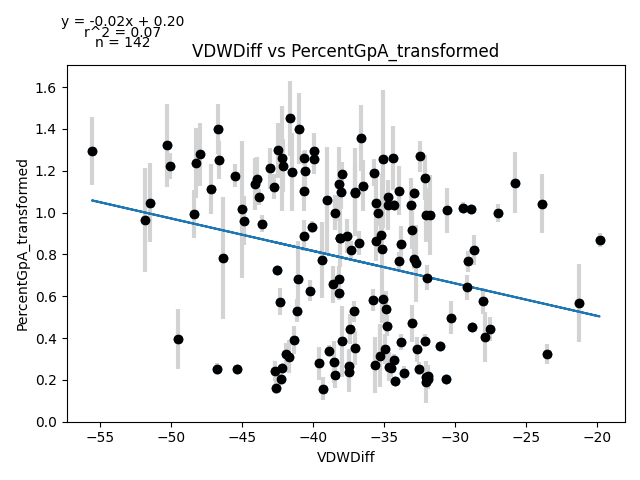 y = -0.02x + 0.20
r^2 = 0.07
n = 142
VDWDiff vs PercentGpA_transformed
1.6
1.4
1.2
1.0
0.8
0.6
0.4
0.2
0.0
PercentGpA_transformed
−55
−50
−45
−40
−35
−30
−25
−20
VDWDiff